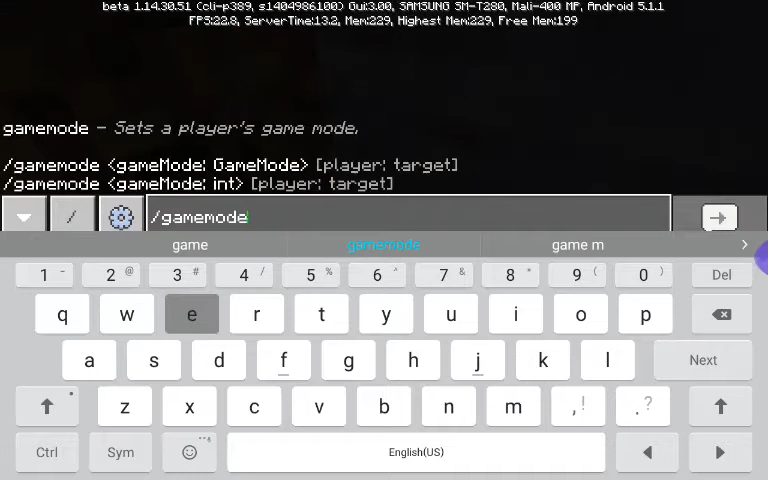 beta 1.14.30.51 (cli-p389, s1404986100) Gui:3.00, SAMSUNG SM-T280, Mali-400 MP, Android 5.1.1
FPS:22.8, ServerTime:13.2, Mem:229, Highest Mem:229, Free Mem:199
gamemode – Sets a player's game mode.
/gamemode <gameMode: GameMode> [player: target]
/gamemode <gameMode: int> [player: target]
/ /gamemode
game gamemode game m >
1 - 2 @ 3 # 4 / 5 % 6 ^ 7 & 8 * 9 ( 0 ) Del
q w e r t y u i o p
a s d f g h j k l Next
z x c v b n m , ! . ?
Ctrl Sym English(US)